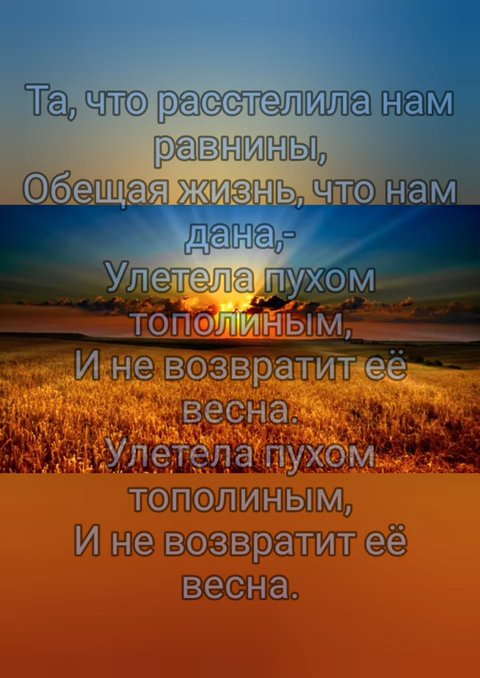 Та, что расстелила нам
равнины,
Обещая жизнь, что нам
дана,-
Улетела пухом
тополиным,
И не возвратит её
весна.
Улетела пухом
тополиным,
И не возвратит её
весна.